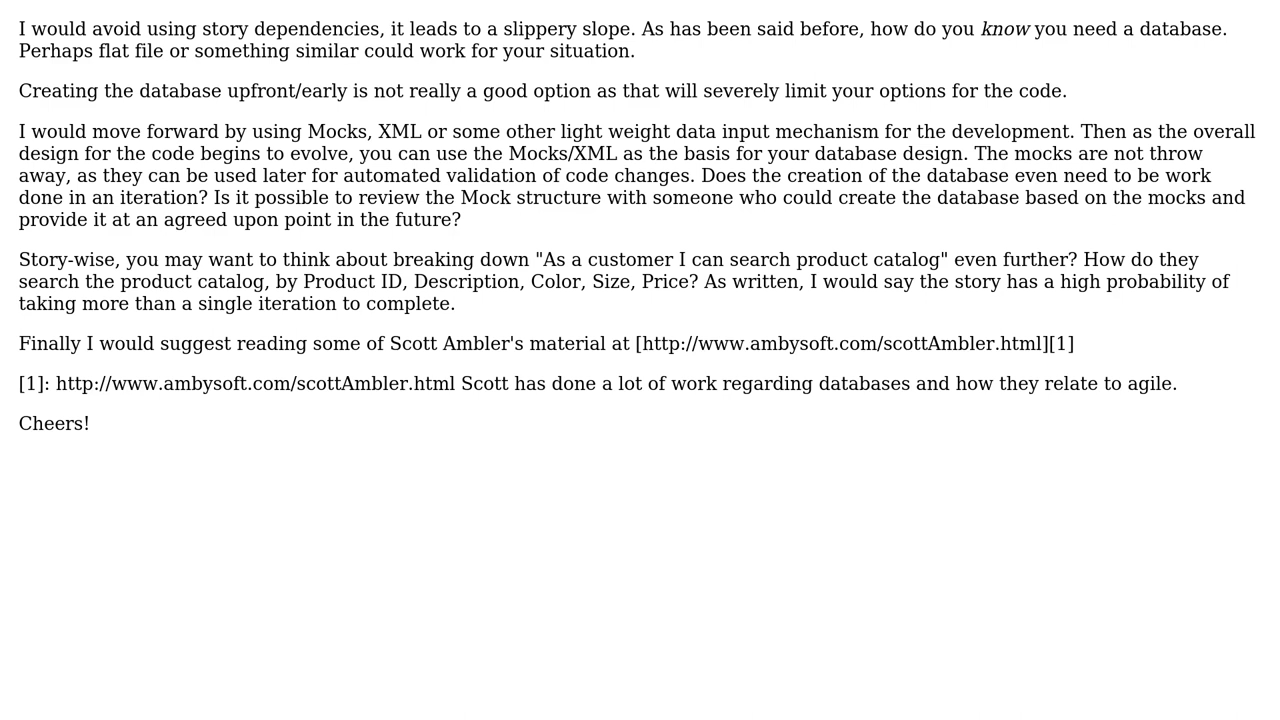 I would avoid using story dependencies, it leads to a slippery slope. As has been said before, how do you know you need a database.
Perhaps flat file or something similar could work for your situation.
Creating the database upfront/early is not really a good option as that will severely limit your options for the code.
I would move forward by using Mocks, XML or some other light weight data input mechanism for the development. Then as the overall
design for the code begins to evolve, you can use the Mocks/XML as the basis for your database design. The mocks are not throw
away, as they can be used later for automated validation of code changes. Does the creation of the database even need to be work
done in an iteration? Is it possible to review the Mock structure with someone who could create the database based on the mocks and
provide it at an agreed upon point in the future?
Story-wise, you may want to think about breaking down "As a customer I can search product catalog" even further? How do they
search the product catalog, by Product ID, Description, Color, Size, Price? As written, I would say the story has a high probability of
taking more than a single iteration to complete.
Finally I would suggest reading some of Scott Ambler's material at [http://www.ambysoft.com/scottAmbler.html][1]
[1]: http://www.ambysoft.com/scottAmbler.html Scott has done a lot of work regarding databases and how they relate to agile.
Cheers!